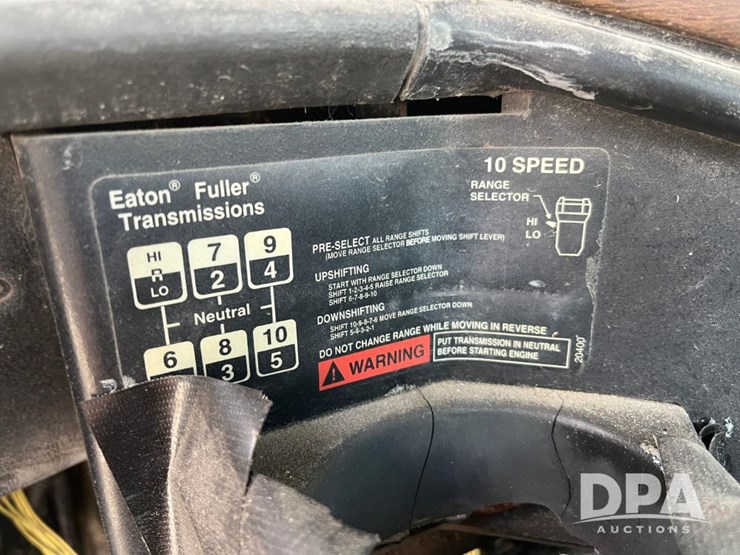 Eaton® Fuller®
Transmissions
10 SPEED
RANGE
SELECTOR
HI
LO
HI
R
LO
7
2
9
4
Neutral
6
8
3
10
5
PRE-SELECT ALL RANGE SHIFTS
(MOVE RANGE SELECTOR BEFORE MOVING SHIFT LEVER)
UPSHIFTING
START WITH RANGE SELECTOR DOWN
SHIFT 1-2-3-4-5 RAISE RANGE SELECTOR
SHIFT 6-7-8-9-10
DOWNSHIFTING
SHIFT 10-9-8-7-6 MOVE RANGE SELECTOR DOWN
SHIFT 5-4-3-2-1
DO NOT CHANGE RANGE WHILE MOVING IN REVERSE
WARNING
PUT TRANSMISSION IN NEUTRAL
BEFORE STARTING ENGINE
20400
DPA
AUCTIONS